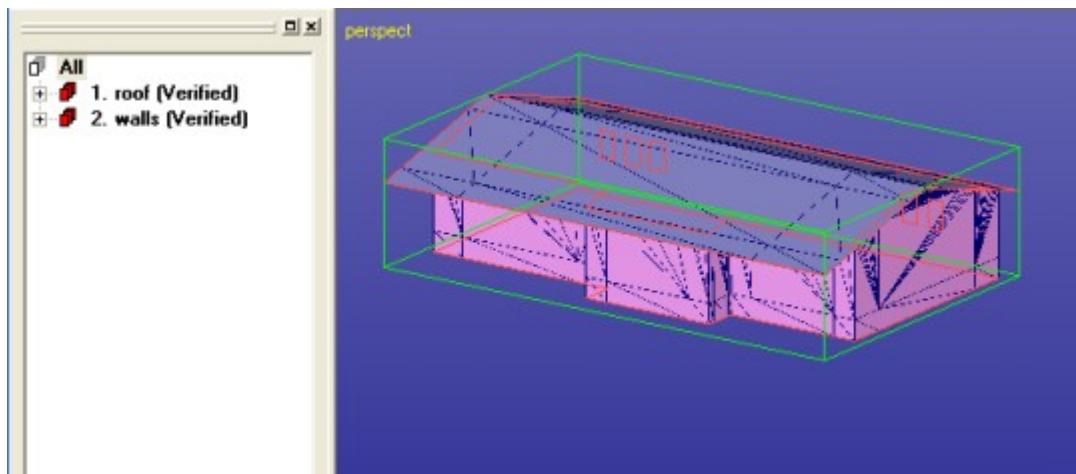 All
1. roof (Verified)
2. walls (Verified)
perspect